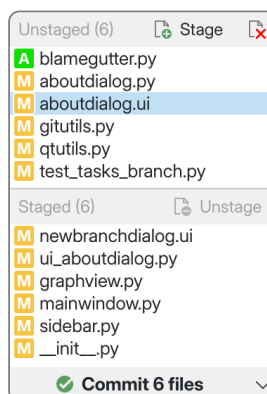 Unstaged (6) Stage
A blamegutter.py
M aboutdialog.py
M aboutdialog.ui
M gitutils.py
M qtutils.py
M test_tasks_branch.py
Staged (6) Unstage
M newbranchdialog.ui
M ui_aboutdialog.py
M graphview.py
M mainwindow.py
M sidebar.py
M __init__.py
Commit 6 files